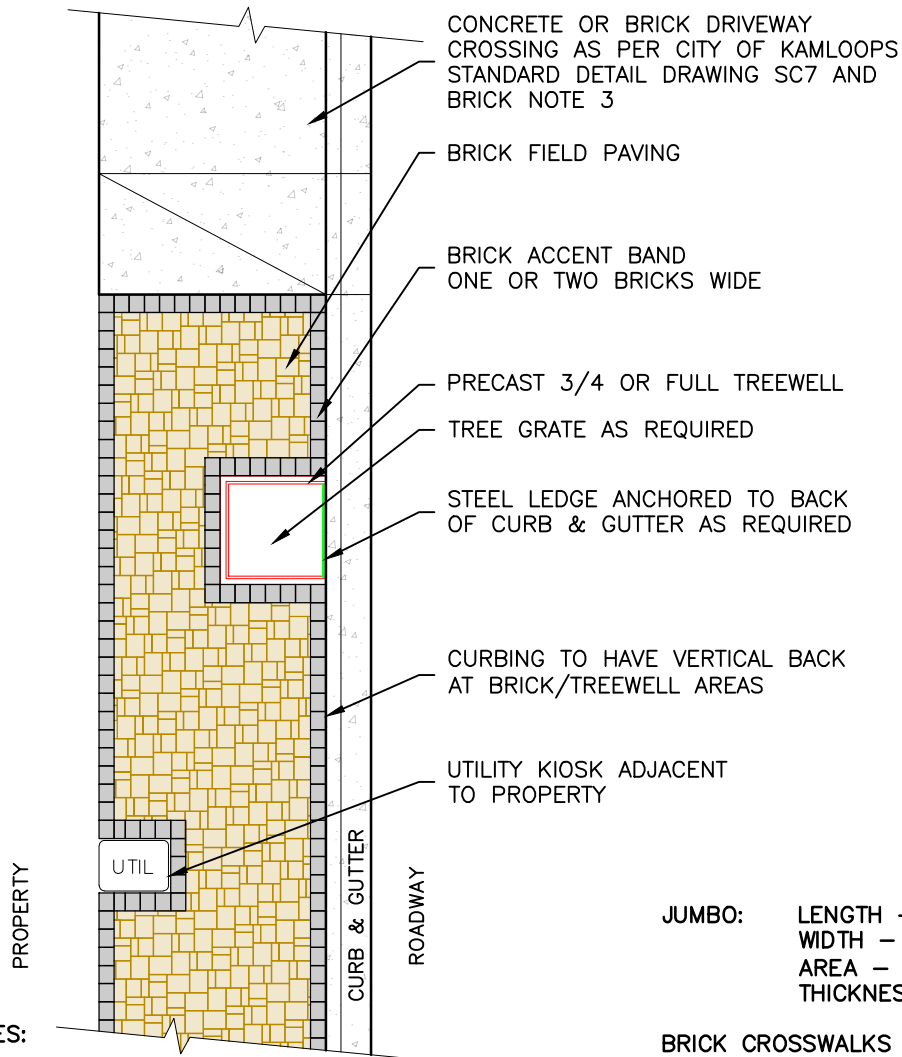 CONCRETE OR BRICK DRIVEWAY
CROSSING AS PER CITY OF KAMLOOPS
STANDARD DETAIL DRAWING SC7 AND
BRICK NOTE 3
BRICK FIELD PAVING
BRICK ACCENT BAND
ONE OR TWO BRICKS WIDE
PRECAST 3/4 OR FULL TREEWELL
TREE GRATE AS REQUIRED
STEEL LEDGE ANCHORED TO BACK
OF CURB & GUTTER AS REQUIRED
CURBING TO HAVE VERTICAL BACK
AT BRICK/TREEWELL AREAS
UTILITY KIOSK ADJACENT
TO PROPERTY
UTIL
PROPERTY
CURB & GUTTER
ROADWAY
JUMBO: LENGTH -
WIDTH -
AREA -
THICKNES
BRICK CROSSWALKS
ES: